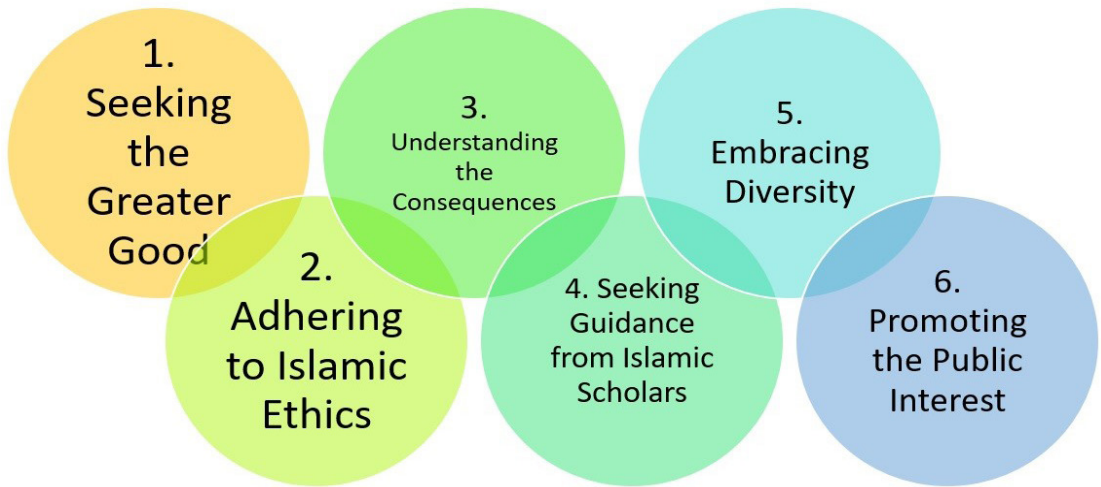 1.
Seeking
the
Greater
Good
2.
Adhering
to Islamic
Ethics
3.
Understanding
the
Consequences
4. Seeking
Guidance
from Islamic
Scholars
5.
Embracing
Diversity
6.
Promoting
the Public
Interest